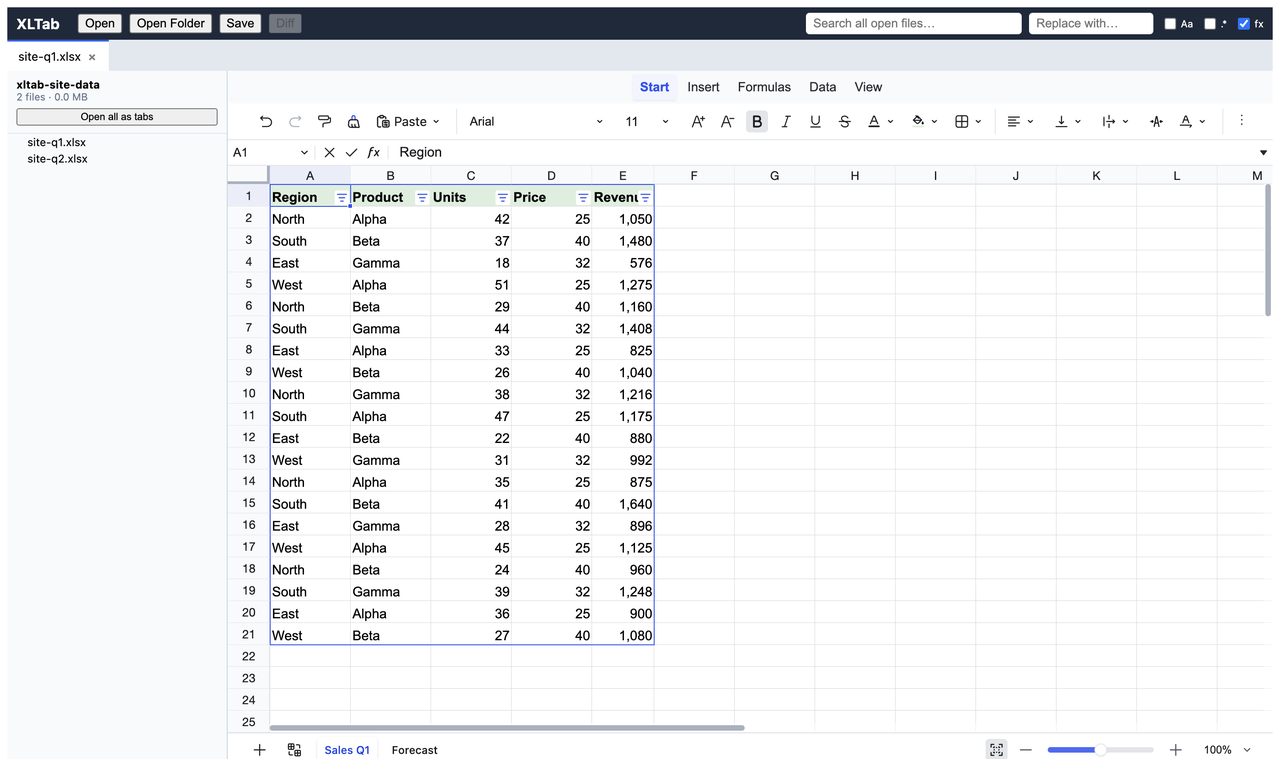 XLTab Open Open Folder Save Diff Search all open files… Replace with… Aa .* fx
site-q1.xlsx ×
xltab-site-data
2 files · 0.0 MB
Open all as tabs
site-q1.xlsx
site-q2.xlsx
Start Insert Formulas Data View
Paste Arial 11 A+ A- B I U S A A A
A1 fx Region
A B C D E F G H I J K L M
1 Region Product Units Price Revenu
2 North Alpha 42 25 1,050
3 South Beta 37 40 1,480
4 East Gamma 18 32 576
5 West Alpha 51 25 1,275
6 North Beta 29 40 1,160
7 South Gamma 44 32 1,408
8 East Alpha 33 25 825
9 West Beta 26 40 1,040
10 North Gamma 38 32 1,216
11 South Alpha 47 25 1,175
12 East Beta 22 40 880
13 West Gamma 31 32 992
14 North Alpha 35 25 875
15 South Beta 41 40 1,640
16 East Gamma 28 32 896
17 West Alpha 45 25 1,125
18 North Beta 24 40 960
19 South Gamma 39 32 1,248
20 East Alpha 36 25 900
21 West Beta 27 40 1,080
22
23
24
25
Sales Q1 Forecast 100%